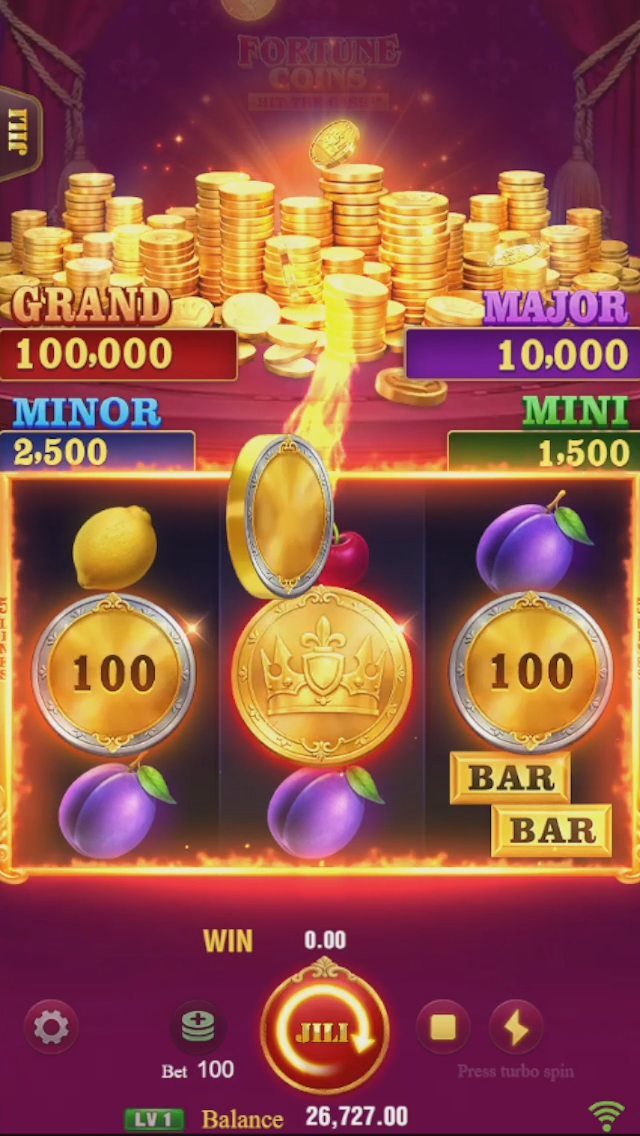 FORTUNE
COINS
JILI
GRAND
100,000
MAJOR
10,000
MINOR
2,500
MINI
1,500
100
100
BAR
BAR
WIN 0.00
JILI
Bet 100
Press turbo spin
LV 1 Balance 26,727.00